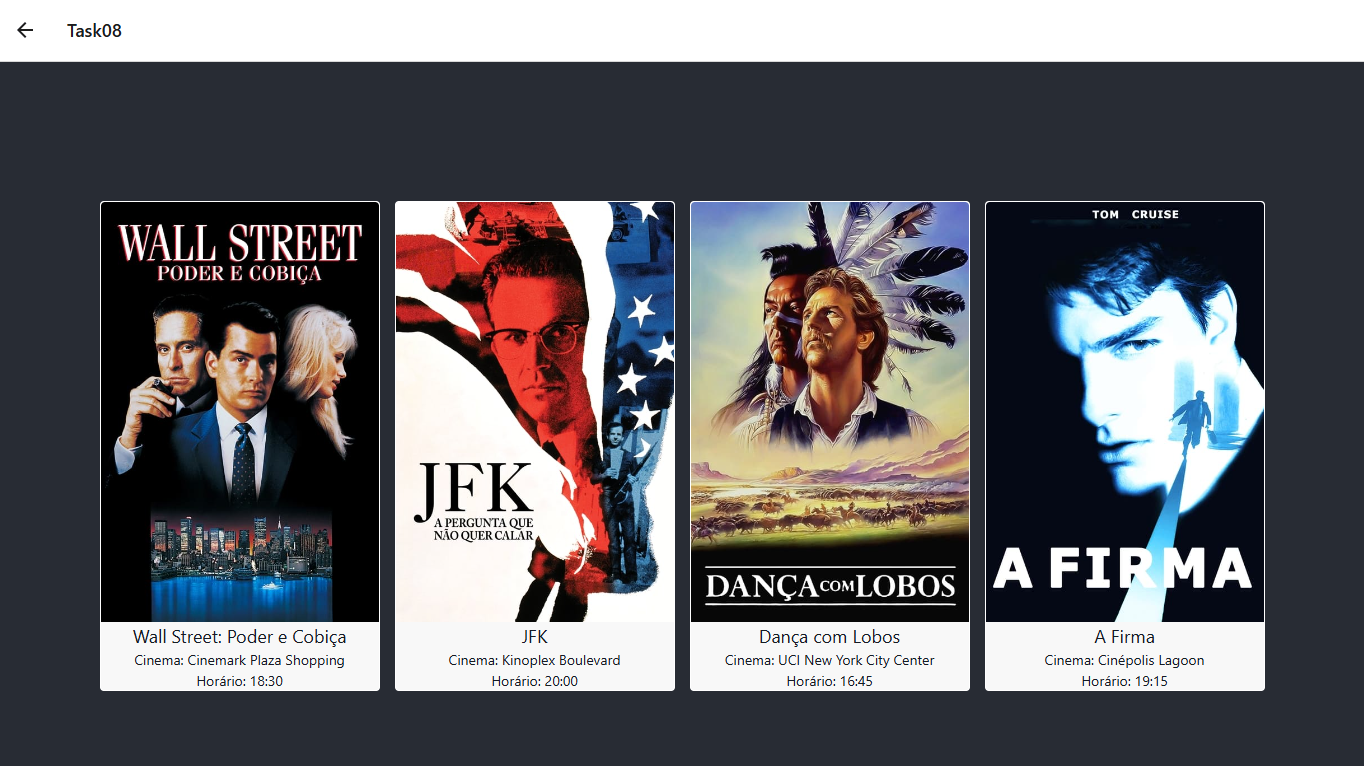 Task08
WALL STREET
PODER E COBIÇA
Wall Street: Poder e Cobiça
Cinema: Cinemark Plaza Shopping
Horário: 18:30
JFK
A PERGUNTA QUE
NÃO QUER CALAR
JFK
Cinema: Kinoplex Boulevard
Horário: 20:00
DANÇA COM LOBOS
Dança com Lobos
Cinema: UCI New York City Center
Horário: 16:45
TOM CRUISE
A FIRMA
A Firma
Cinema: Cinépolis Lagoon
Horário: 19:15